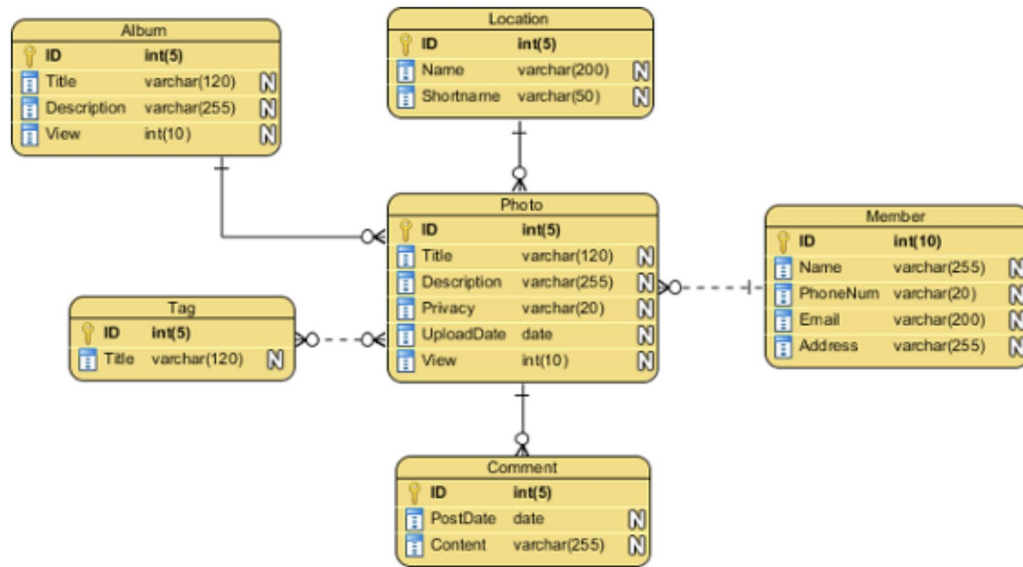 Album
ID int(5)
Title varchar(120) N
Description varchar(255) N
View int(10) N
Location
ID int(5)
Name varchar(200) N
Shortname varchar(50) N
Photo
ID int(5)
Title varchar(120) N
Description varchar(255) N
Privacy varchar(20) N
UploadDate date N
View int(10) N
Member
ID int(10)
Name varchar(255) N
PhoneNum varchar(20) N
Email varchar(200) N
Address varchar(255) N
Tag
ID int(5)
Title varchar(120) N
Comment
ID int(5)
PostDate date N
Content varchar(255) N